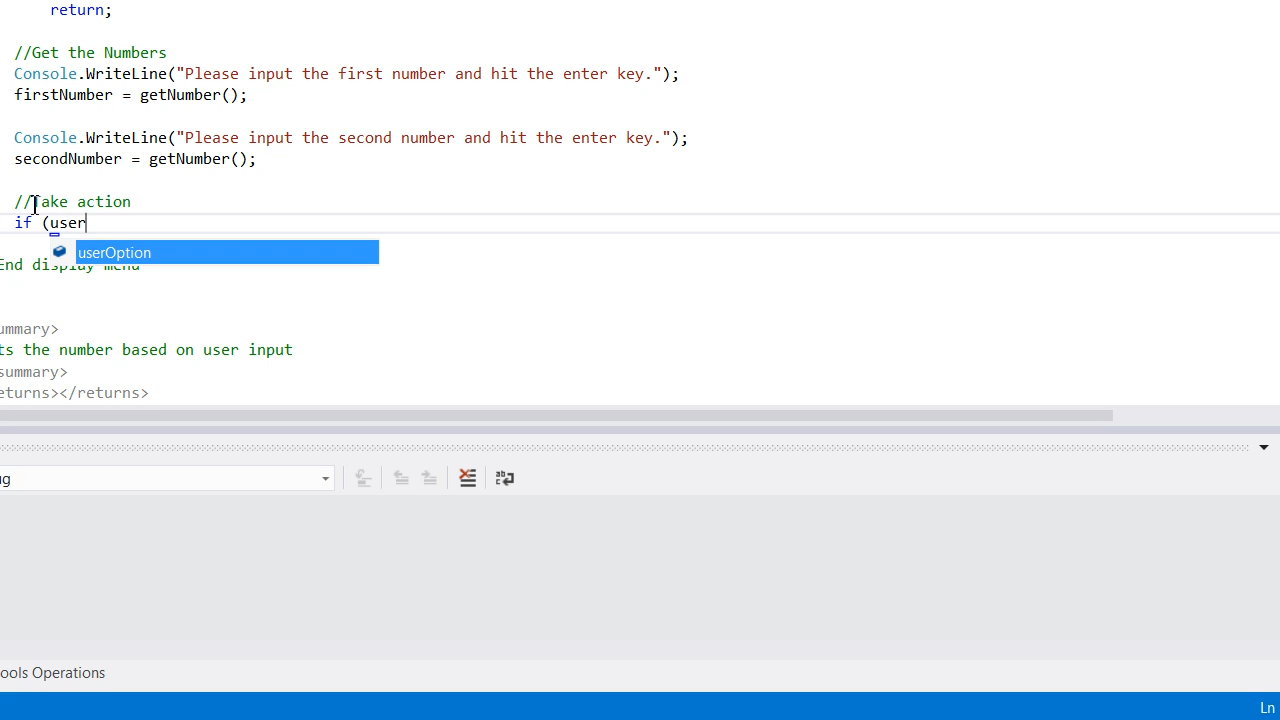 return;
//Get the Numbers
Console.WriteLine("Please input the first number and hit the enter key.");
firstNumber = getNumber();
Console.WriteLine("Please input the second number and hit the enter key.");
secondNumber = getNumber();
//Take action
if (user
userOption
End display menu
ummary>
ts the number based on user input
summary>
eturns></returns>
ug
ools Operations
Ln